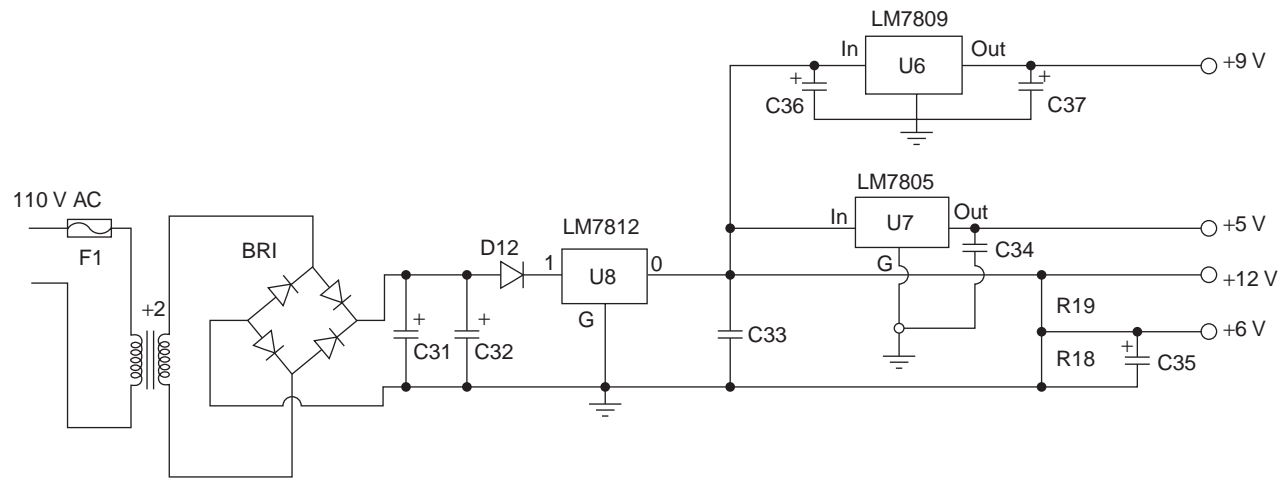 LM7809
In
U6
Out
+9 V
+
C36
+
C37
110 V AC
F1
BRI
+2
D12
LM7812
1
U8
0
G
+
C31
+
C32
C33
LM7805
In
U7
Out
+5 V
G
C34
+12 V
R19
+6 V
R18
+
C35